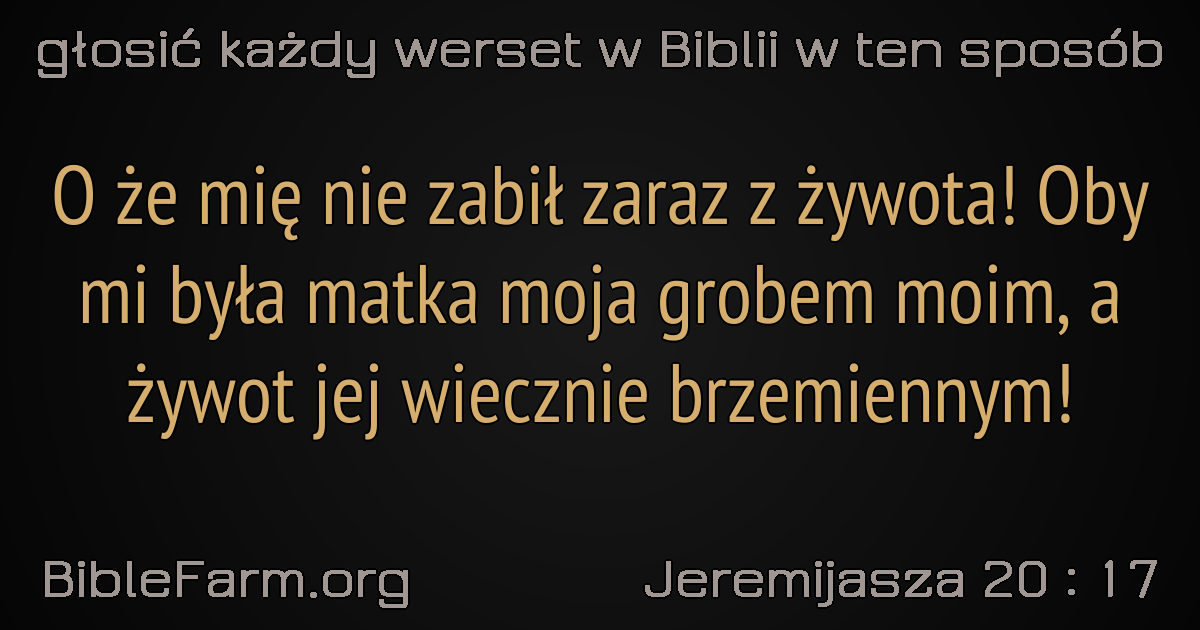 głosić każdy werset w Biblii w ten sposób
O że mię nie zabił zaraz z żywota! Oby
mi była matka moja grobem moim, a
żywot jej wiecznie brzemiennym!
BibleFarm.org
Jeremijasza 20 : 17